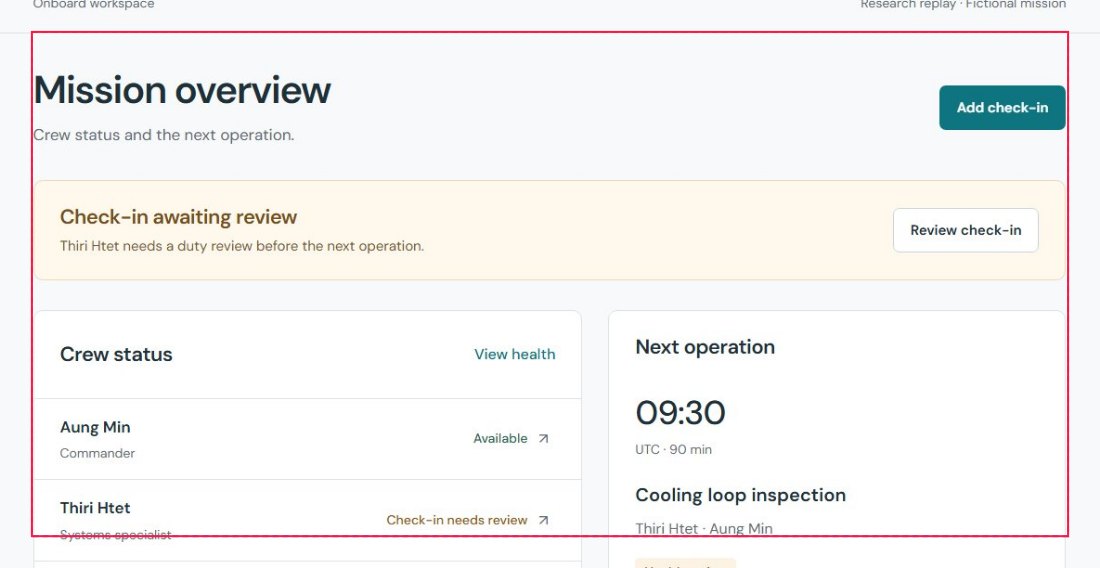 Onboard workspace
Research replay · Fictional mission
Mission overview
Crew status and the next operation.
Add check-in
Check-in awaiting review
Thiri Htet needs a duty review before the next operation.
Review check-in
Crew status
View health
Aung Min
Commander
Available
Thiri Htet
Systems specialist
Check-in needs review
Next operation
09:30
UTC · 90 min
Cooling loop inspection
Thiri Htet · Aung Min